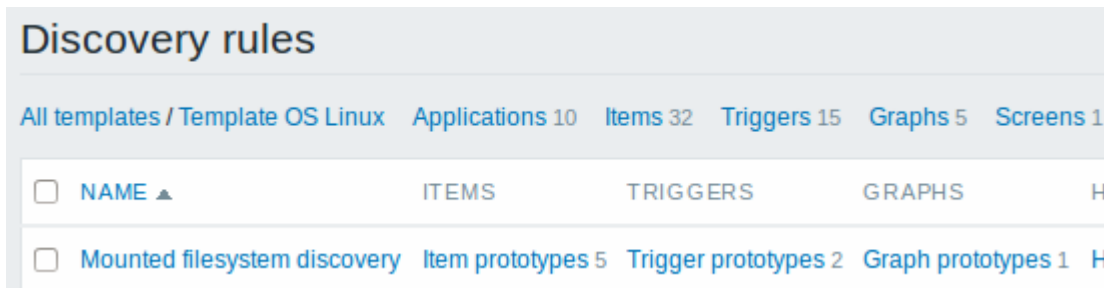 Discovery rules
All templates / Template OS Linux Applications 10 Items 32 Triggers 15 Graphs 5 Screens 1
NAME ▲ ITEMS TRIGGERS GRAPHS H
Mounted filesystem discovery Item prototypes 5 Trigger prototypes 2 Graph prototypes 1 H